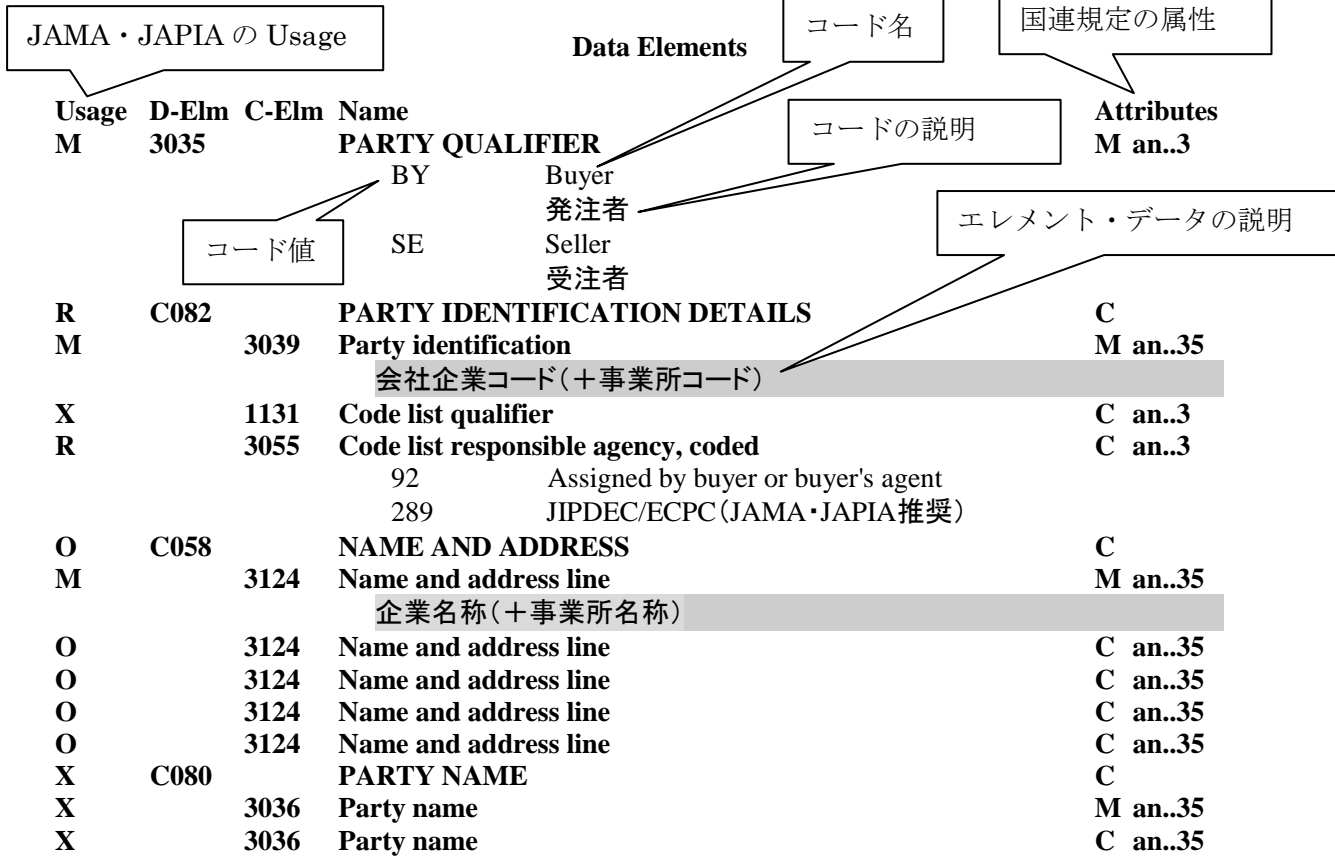 JAMA・JAPIA の Usage
コード名
国連規定の属性
Data Elements
Usage D-Elm C-Elm Name Attributes
M 3035 PARTY QUALIFIER M an..3
コードの説明
BY Buyer
発注者
エレメント・データの説明
コード値
SE Seller
受注者
R C082 PARTY IDENTIFICATION DETAILS C
M 3039 Party identification M an..35
会社企業コード（＋事業所コード）
X 1131 Code list qualifier C an..3
R 3055 Code list responsible agency, coded C an..3
92 Assigned by buyer or buyer's agent
289 JIPDEC/ECPC（JAMA・JAPIA推奨）
O C058 NAME AND ADDRESS C
M 3124 Name and address line M an..35
企業名称（＋事業所名称）
O 3124 Name and address line C an..35
O 3124 Name and address line C an..35
O 3124 Name and address line C an..35
O 3124 Name and address line C an..35
X C080 PARTY NAME C
X 3036 Party name M an..35
X 3036 Party name C an..35